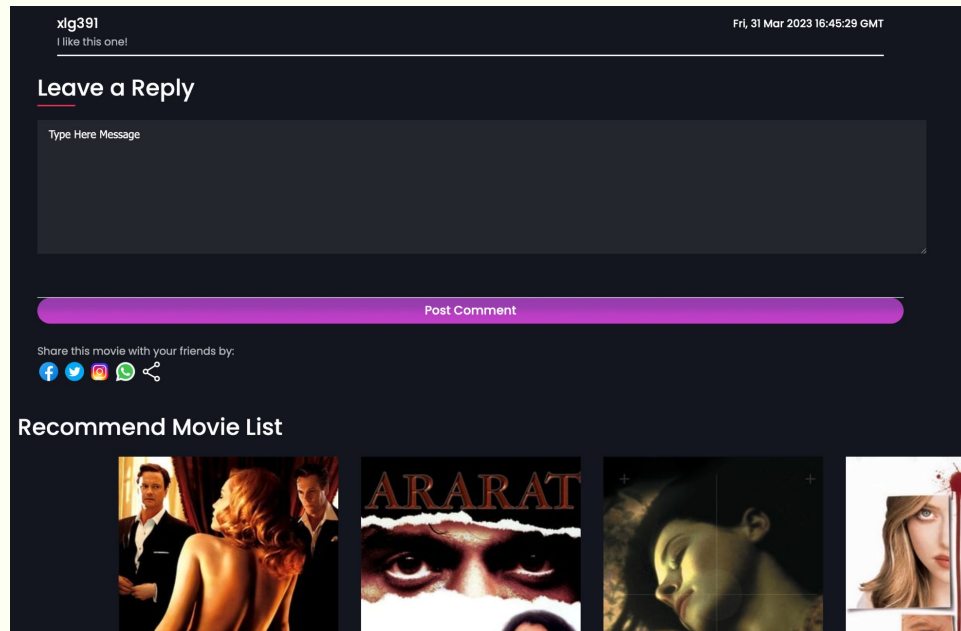 xlg391
Fri, 31 Mar 2023 16:45:29 GMT
I like this one!
Leave a Reply
Type Here Message
Post Comment
Share this movie with your friends by:
Recommend Movie List
ARARAT